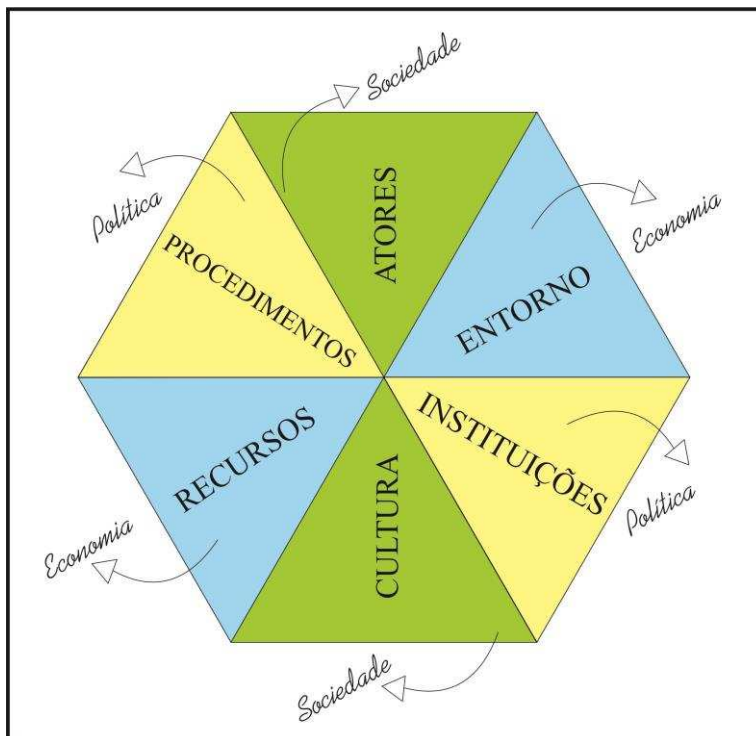 Sociedade
Política
ATORES
Economia
PROCEDIMENTOS
ENTORNO
RECURSOS
INSTITUIÇÕES
CULTURA
Economia
Política
Sociedade